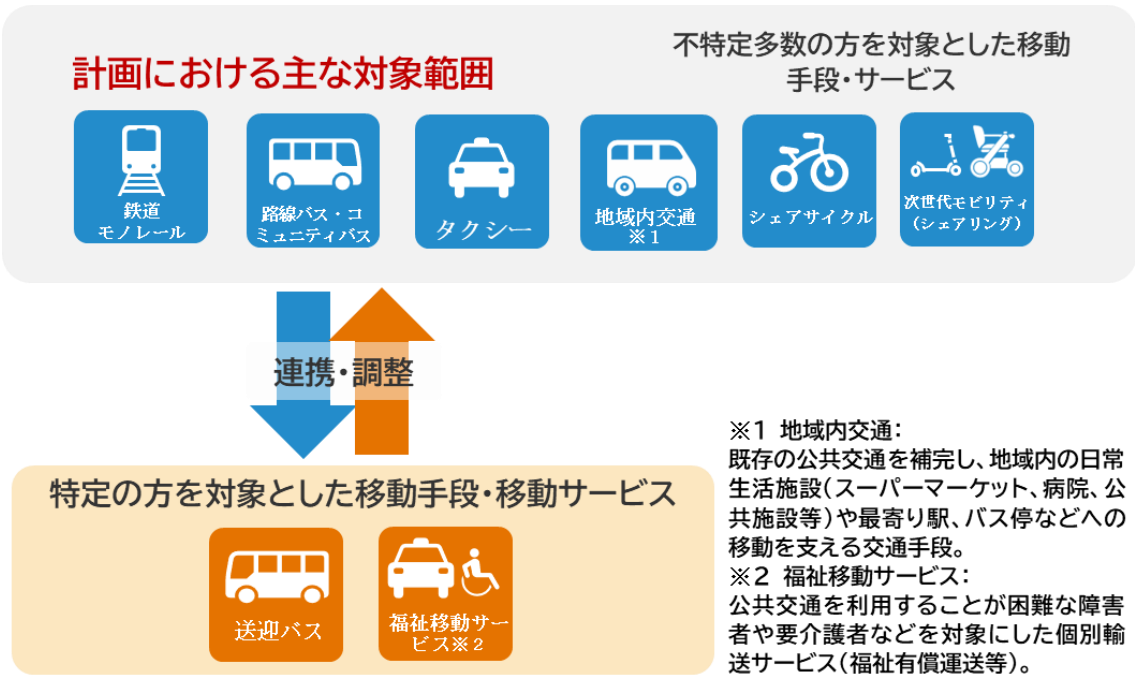 計画における主な対象範囲
不特定多数の方を対象とした移動
手段・サービス
鉄道
モノレール
路線バス・コ
ミュニティバス
タクシー
地域内交通
※1
シェアサイクル
次世代モビリティ
（シェアリング）
連携・調整
特定の方を対象とした移動手段・移動サービス
送迎バス
福祉移動サー
ビス※2
※1 地域内交通：
既存の公共交通を補完し、地域内の日常
生活施設（スーパーマーケット、病院、公
共施設等）や最寄り駅、バス停などへの
移動を支える交通手段。
※2 福祉移動サービス：
公共交通を利用することが困難な障害
者や要介護者などを対象にした個別輸
送サービス（福祉有償運送等）。